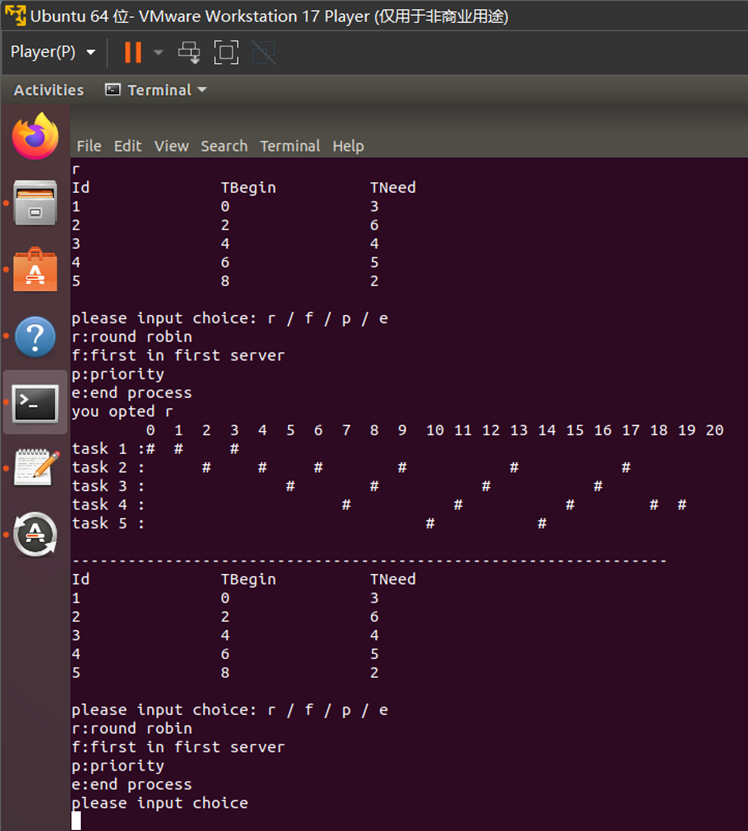 Ubuntu 64 位- VMware Workstation 17 Player (仅用于非商业用途)
Player(P)
Activities Terminal
File Edit View Search Terminal Help
r
Id TBegin TNeed
1 0 3
2 2 6
3 4 4
4 6 5
5 8 2
please input choice: r / f / p / e
r:round robin
f:first in first server
p:priority
e:end process
you opted r
0 1 2 3 4 5 6 7 8 9 10 11 12 13 14 15 16 17 18 19 20
task 1 :# # #
task 2 : # # # # # #
task 3 : # # # #
task 4 : # # # # #
task 5 : # #
----------------------------------------------------------------
Id TBegin TNeed
1 0 3
2 2 6
3 4 4
4 6 5
5 8 2
please input choice: r / f / p / e
r:round robin
f:first in first server
p:priority
e:end process
please input choice